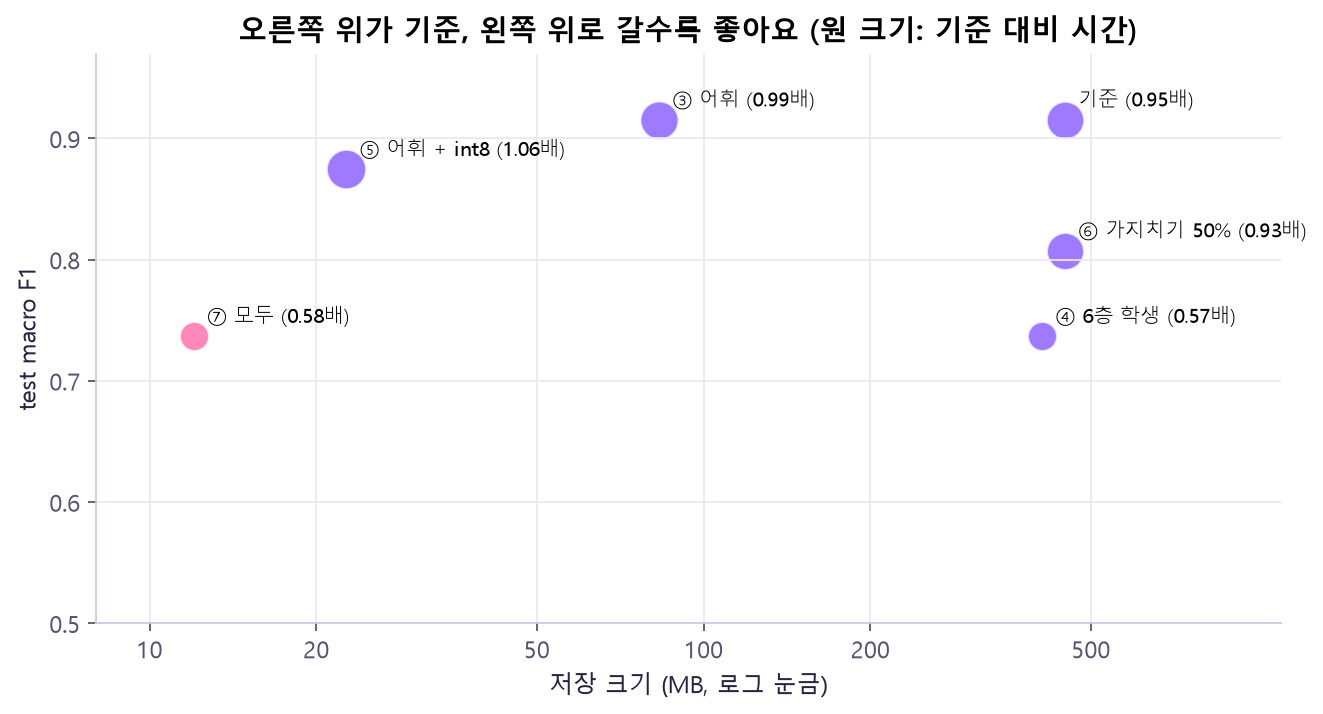 오른쪽 위가 기준, 왼쪽 위로 갈수록 좋아요 (원 크기: 기준 대비 시간)
③ 어휘 (0.99배)
기준 (0.95배)
⑤ 어휘 + int8 (1.06배)
⑥ 가지치기 50% (0.93배)
⑦ 모두 (0.58배)
④ 6층 학생 (0.57배)
test macro F1
0.9
0.8
0.7
0.6
0.5
10
20
50
100
200
500
저장 크기 (MB, 로그 눈금)